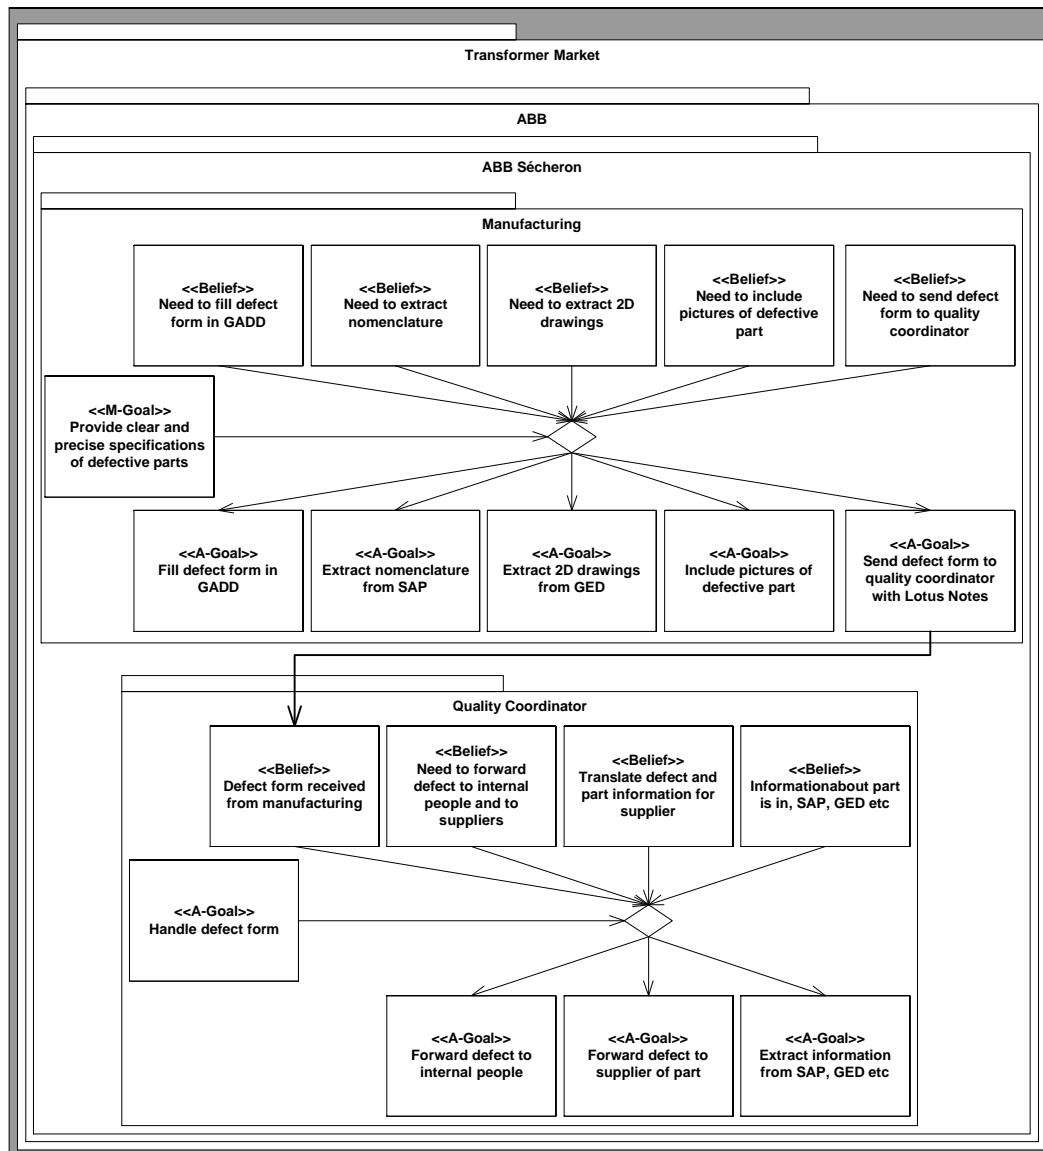 Transformer Market
ABB
ABB Sécheron
Manufacturing
<<Belief>>
Need to fill defect
form in GADD
<<Belief>>
Need to extract
nomenclature
<<Belief>>
Need to extract 2D
drawings
<<Belief>>
Need to include
pictures of defective
part
<<Belief>>
Need to send defect
form to quality
coordinator
<<M-Goal>>
Provide clear and
precise specifications
of defective parts
<<A-Goal>>
Fill defect form in
GADD
<<A-Goal>>
Extract nomenclature
from SAP
<<A-Goal>>
Extract 2D drawings
from GED
<<A-Goal>>
Include pictures of
defective part
<<A-Goal>>
Send defect form to
quality coordinator
with Lotus Notes
Quality Coordinator
<<Belief>>
Defect form received
from manufacturing
<<Belief>>
Need to forward
defect to internal
people and to
suppliers
<<Belief>>
Translate defect and
part information for
supplier
<<Belief>>
Informationabout part
is in, SAP, GED etc
<<A-Goal>>
Handle defect form
<<A-Goal>>
Forward defect to
internal people
<<A-Goal>>
Forward defect to
supplier of part
<<A-Goal>>
Extract information
from SAP, GED etc